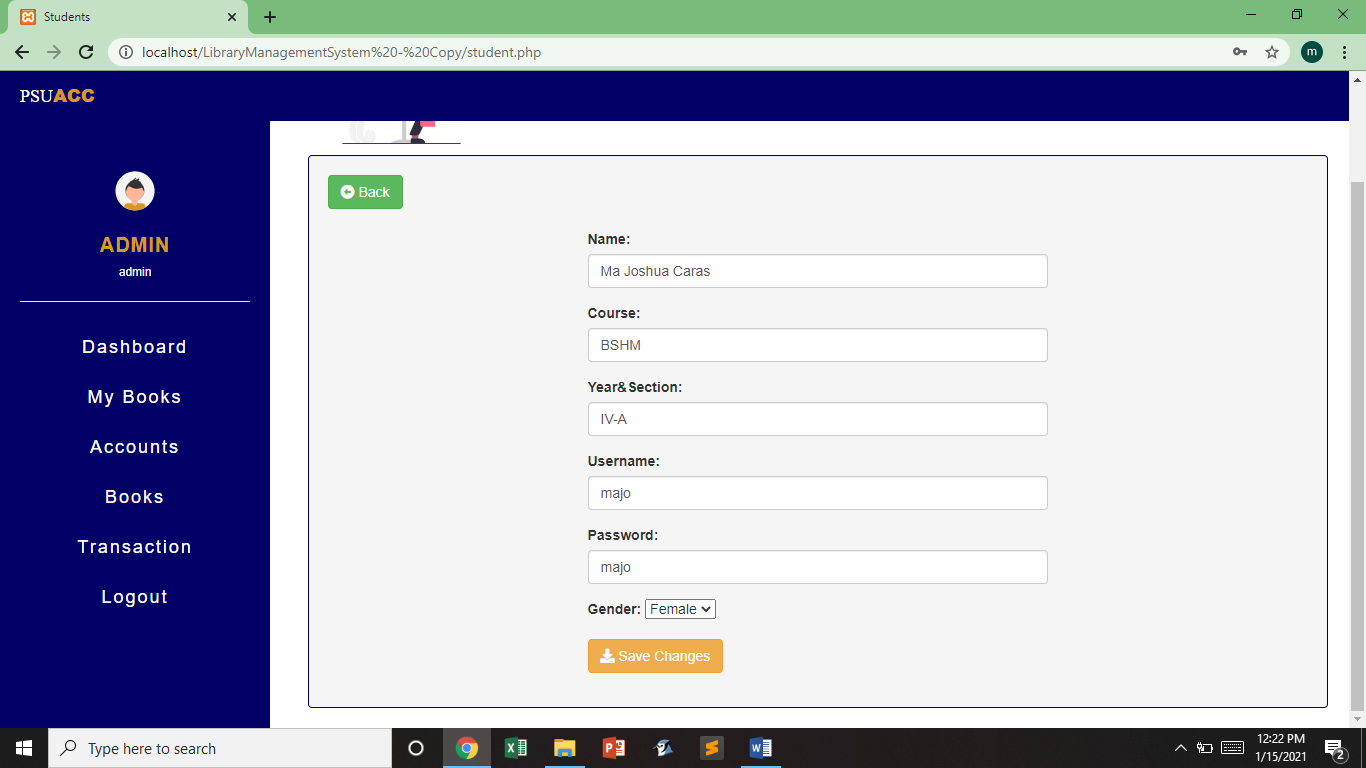 Students
localhost/LibraryManagementSystem%20-%20Copy/student.php
m
PSUACC
ADMIN
admin
Dashboard
My Books
Accounts
Books
Transaction
Logout
Back
Name:
Ma Joshua Caras
Course:
BSHM
Year&Section:
IV-A
Username:
majo
Password:
majo
Gender: Female
Save Changes
Type here to search
12:22 PM
1/15/2021
2